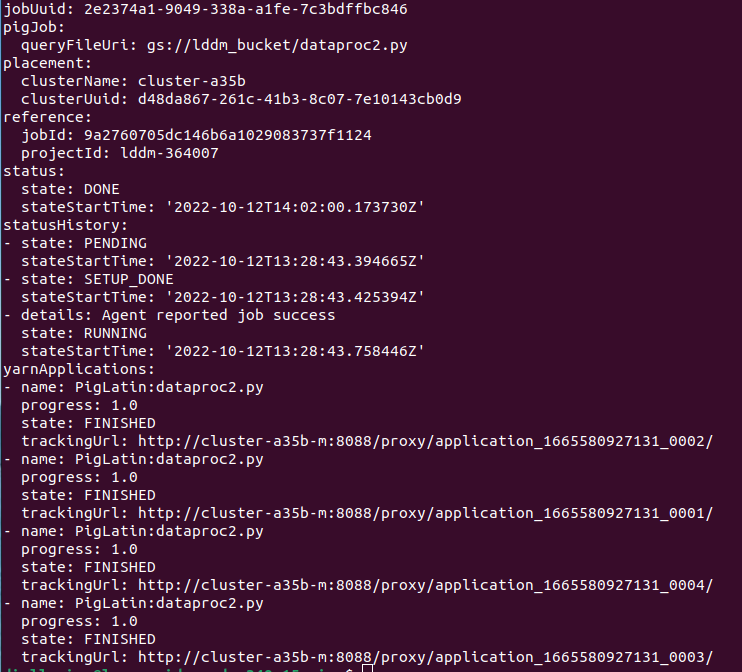 jobUuid: 2e2374a1-9049-338a-a1fe-7c3bdffbc846
pigJob:
  queryFileUri: gs://lddm_bucket/dataproc2.py
placement:
  clusterName: cluster-a35b
  clusterUuid: d48da867-261c-41b3-8c07-7e10143cb0d9
reference:
  jobId: 9a2760705dc146b6a1029083737f1124
  projectId: lddm-364007
status:
  state: DONE
  stateStartTime: '2022-10-12T14:02:00.173730Z'
statusHistory:
- state: PENDING
  stateStartTime: '2022-10-12T13:28:43.394665Z'
- state: SETUP_DONE
  stateStartTime: '2022-10-12T13:28:43.425394Z'
- details: Agent reported job success
  state: RUNNING
  stateStartTime: '2022-10-12T13:28:43.758446Z'
yarnApplications:
- name: PigLatin:dataproc2.py
  progress: 1.0
  state: FINISHED
  trackingUrl: http://cluster-a35b-m:8088/proxy/application_1665580927131_0002/
- name: PigLatin:dataproc2.py
  progress: 1.0
  state: FINISHED
  trackingUrl: http://cluster-a35b-m:8088/proxy/application_1665580927131_0001/
- name: PigLatin:dataproc2.py
  progress: 1.0
  state: FINISHED
  trackingUrl: http://cluster-a35b-m:8088/proxy/application_1665580927131_0004/
- name: PigLatin:dataproc2.py
  progress: 1.0
  state: FINISHED
  trackingUrl: http://cluster-a35b-m:8088/proxy/application_1665580927131_0003/